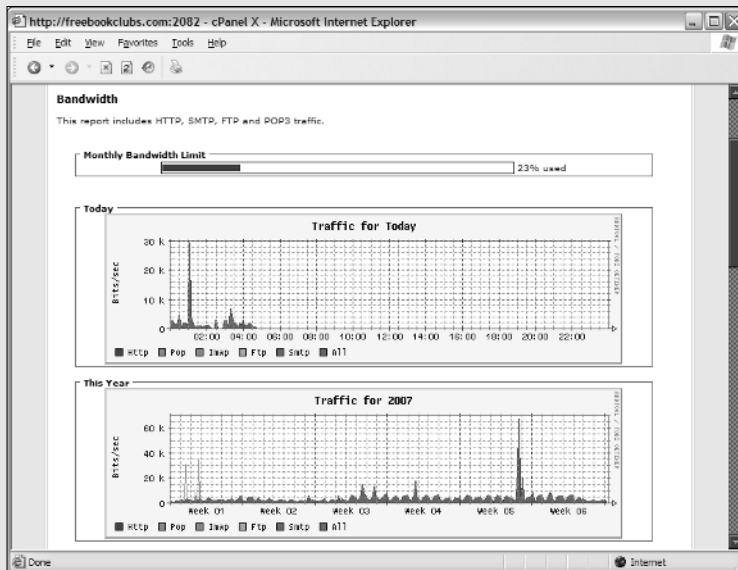 http://freebookclubs.com:2082 - cPanel X - Microsoft Internet Explorer
File Edit View Favorites Tools Help
Bandwidth
This report includes HTTP, SMTP, FTP and POP3 traffic.
Monthly Bandwidth Limit
23% used
Today
Traffic for Today
Bits/sec
30 k
20 k
10 k
0
02:00 04:00 06:00 08:00 10:00 12:00 14:00 16:00 18:00 20:00 22:00
Http Pop Imap Ftp Smtp All
This Year
Traffic for 2007
Bits/sec
60 k
40 k
20 k
0
Week 01 Week 02 Week 03 Week 04 Week 05 Week 06
Http Pop Imap Ftp Smtp All
Done
Internet